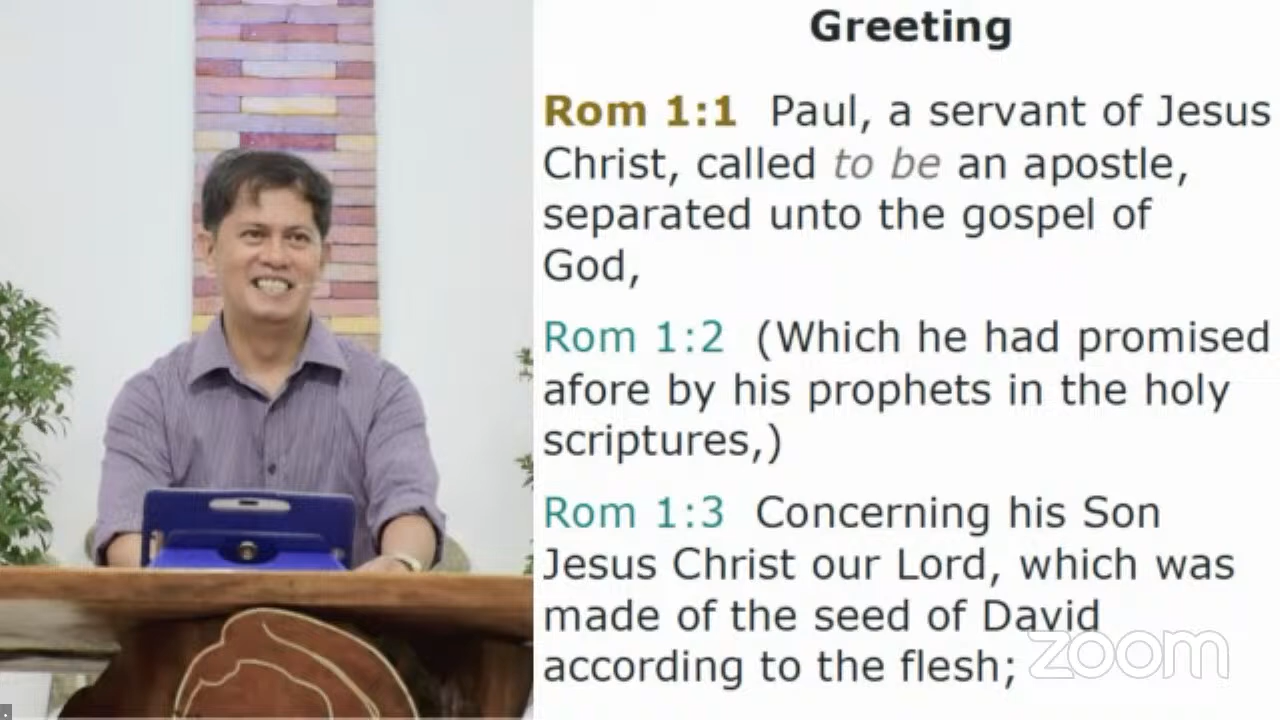 Greeting
Rom 1:1 Paul, a servant of Jesus
Christ, called to be an apostle,
separated unto the gospel of
God,
Rom 1:2 (Which he had promised
afore by his prophets in the holy
scriptures,)
Rom 1:3 Concerning his Son
Jesus Christ our Lord, which was
made of the seed of David
according to the flesh;
zoom